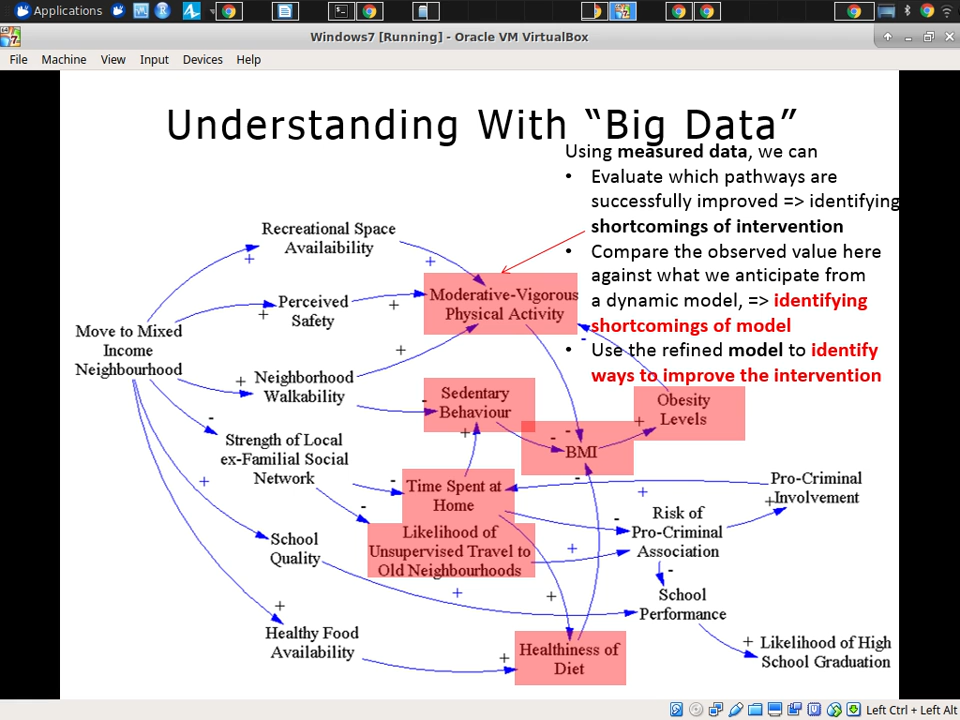 Applications
Windows7 [Running] - Oracle VM VirtualBox
File Machine View Input Devices Help
Understanding With “Big Data”
Using measured data, we can
• Evaluate which pathways are
successfully improved => identifying
shortcomings of intervention
• Compare the observed value here
against what we anticipate from
a dynamic model, => identifying
shortcomings of model
• Use the refined model to identify
ways to improve the intervention
Recreational Space
Availaibility
+
+
Moderative-Vigorous
Physical Activity
Perceived
Safety
+
+
Move to Mixed
Income
Neighbourhood
-
+
Neighborhood
Walkability
+
-
Sedentary
Behaviour
Obesity
Levels
+
-
Strength of Local
ex-Familial Social
Network
+
-
-
BMI
-
+
-
Time Spent at
Home
-
+
Pro-Criminal
Involvement
+
-
Likelihood of
Unsupervised Travel to
Old Neighbourhoods
-
Risk of
Pro-Criminal
Association
+
School
Quality
-
+
+
School
Performance
+
Healthy Food
Availability
+
Healthiness of
Diet
+
Likelihood of High
School Graduation
Left Ctrl + Left Alt